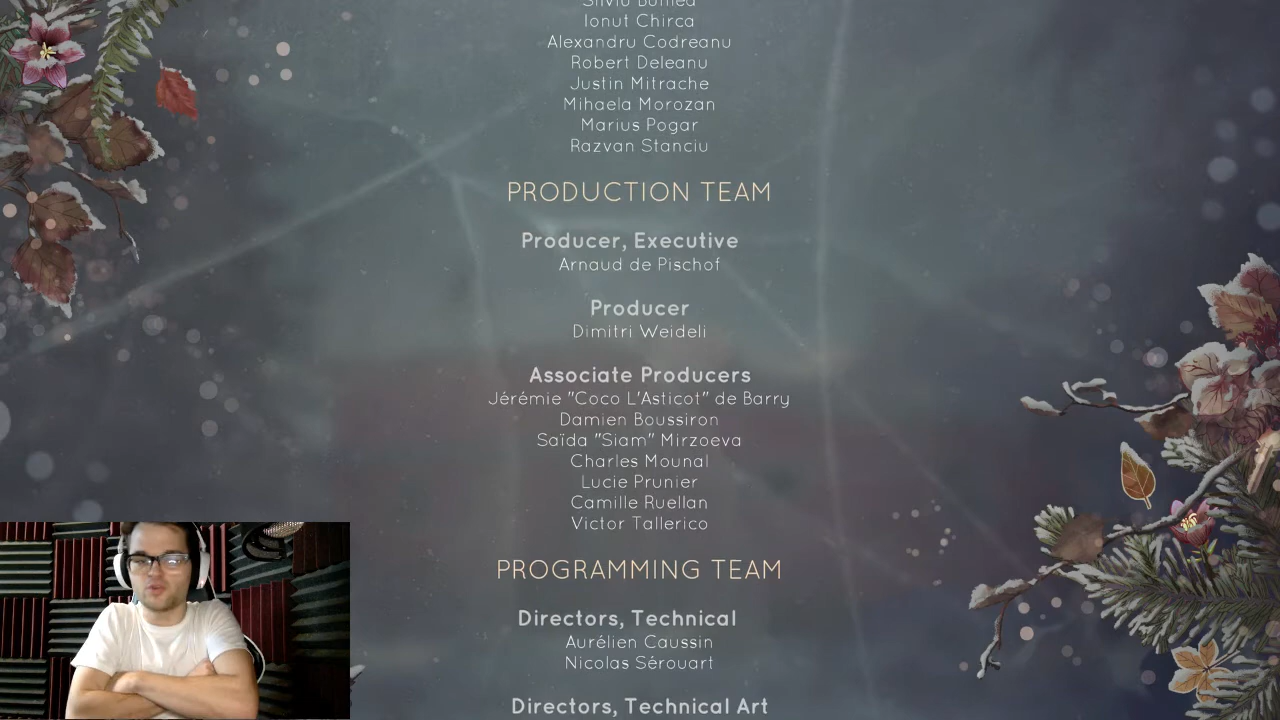 Ionut Chirca
Alexandru Codreanu
Robert Deleanu
Justin Mitrache
Mihaela Morozan
Marius Pogar
Razvan Stanciu
PRODUCTION TEAM
Producer, Executive
Arnaud de Pischof
Producer
Dimitri Weideli
Associate Producers
Jérémie "Coco L'Asticot" de Barry
Damien Boussiron
Saïda "Siam" Mirzoeva
Charles Mounal
Lucie Prunier
Camille Ruellan
Victor Tallerico
PROGRAMMING TEAM
Directors, Technical
Aurélien Caussin
Nicolas Sérouart
Directors, Technical Art